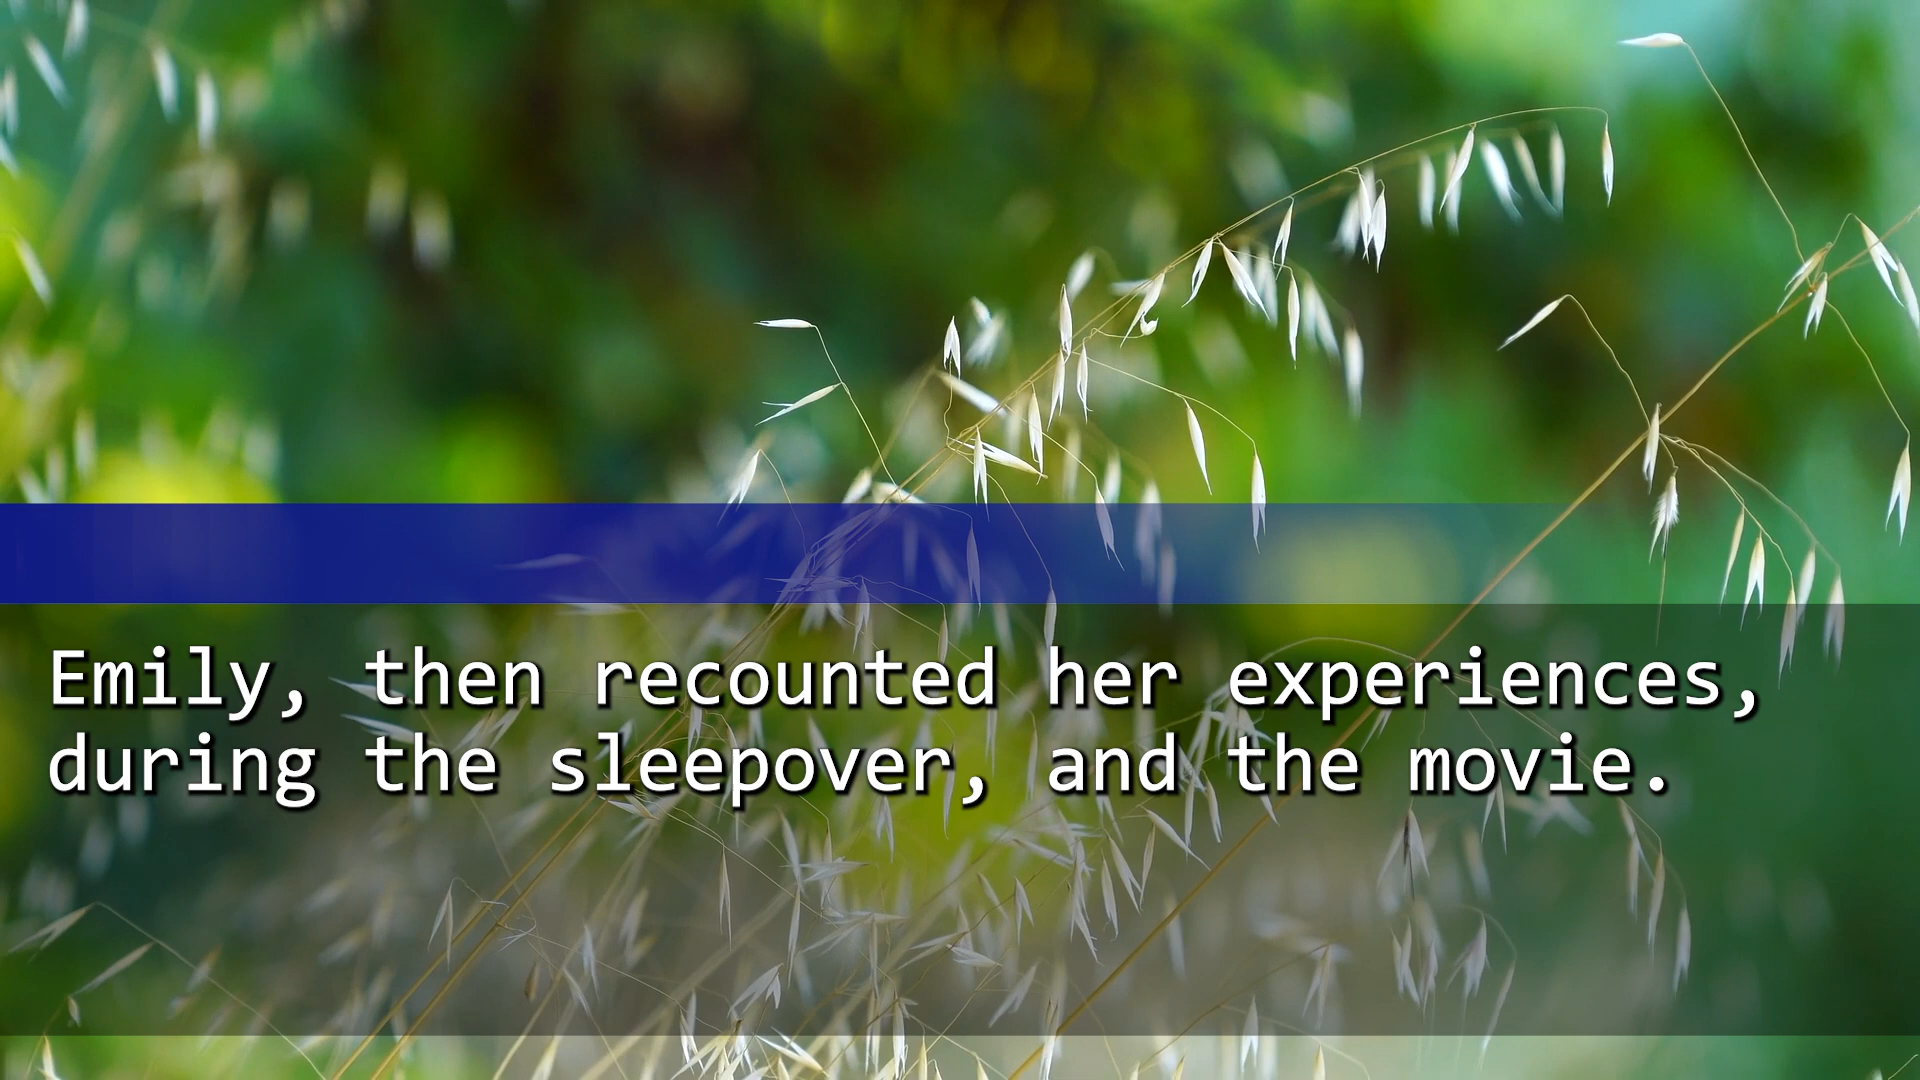 Emily, then recounted her experiences,
during the sleepover, and the movie.